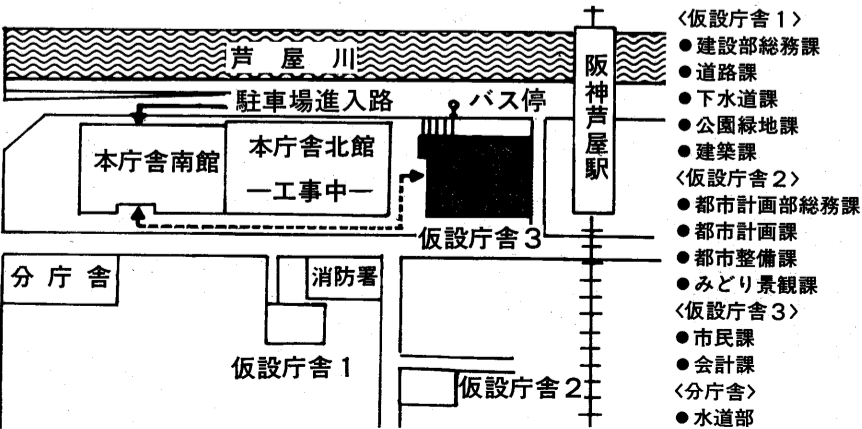 芦屋川
駐車場進入路
バス停
阪神芦屋駅
本庁舎南館
本庁舎北館
―工事中―
仮設庁舎3
分庁舎
消防署
仮設庁舎1
仮設庁舎2
〈仮設庁舎1〉
●建設部総務課
●道路課
●下水道課
●公園緑地課
●建築課
〈仮設庁舎2〉
●都市計画部総務課
●都市計画課
●都市整備課
●みどり景観課
〈仮設庁舎3〉
●市民課
●会計課
〈分庁舎〉
●水道部